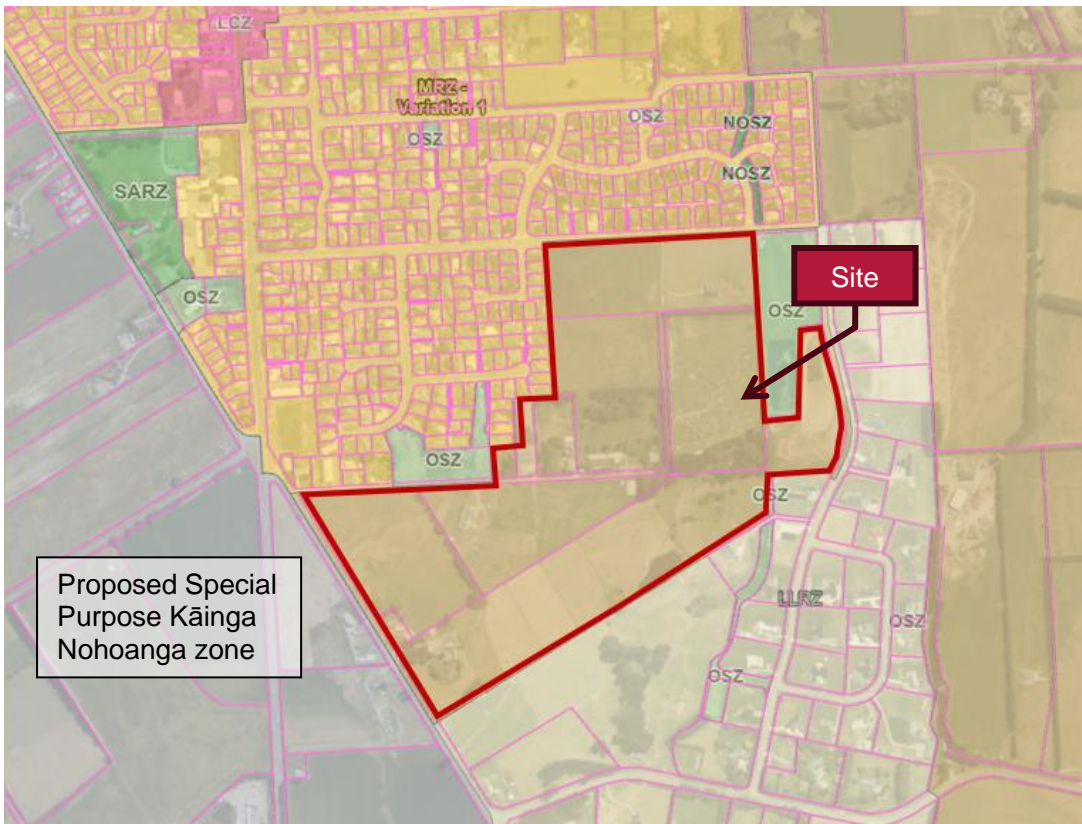 LCZ
MRZ -
Variation 1
OSZ
OSZ
NOSZ
NOSZ
SARZ
OSZ
Site
OSZ
OSZ
OSZ
LLRZ
OSZ
OSZ
Proposed Special
Purpose Kāinga
Nohoanga zone